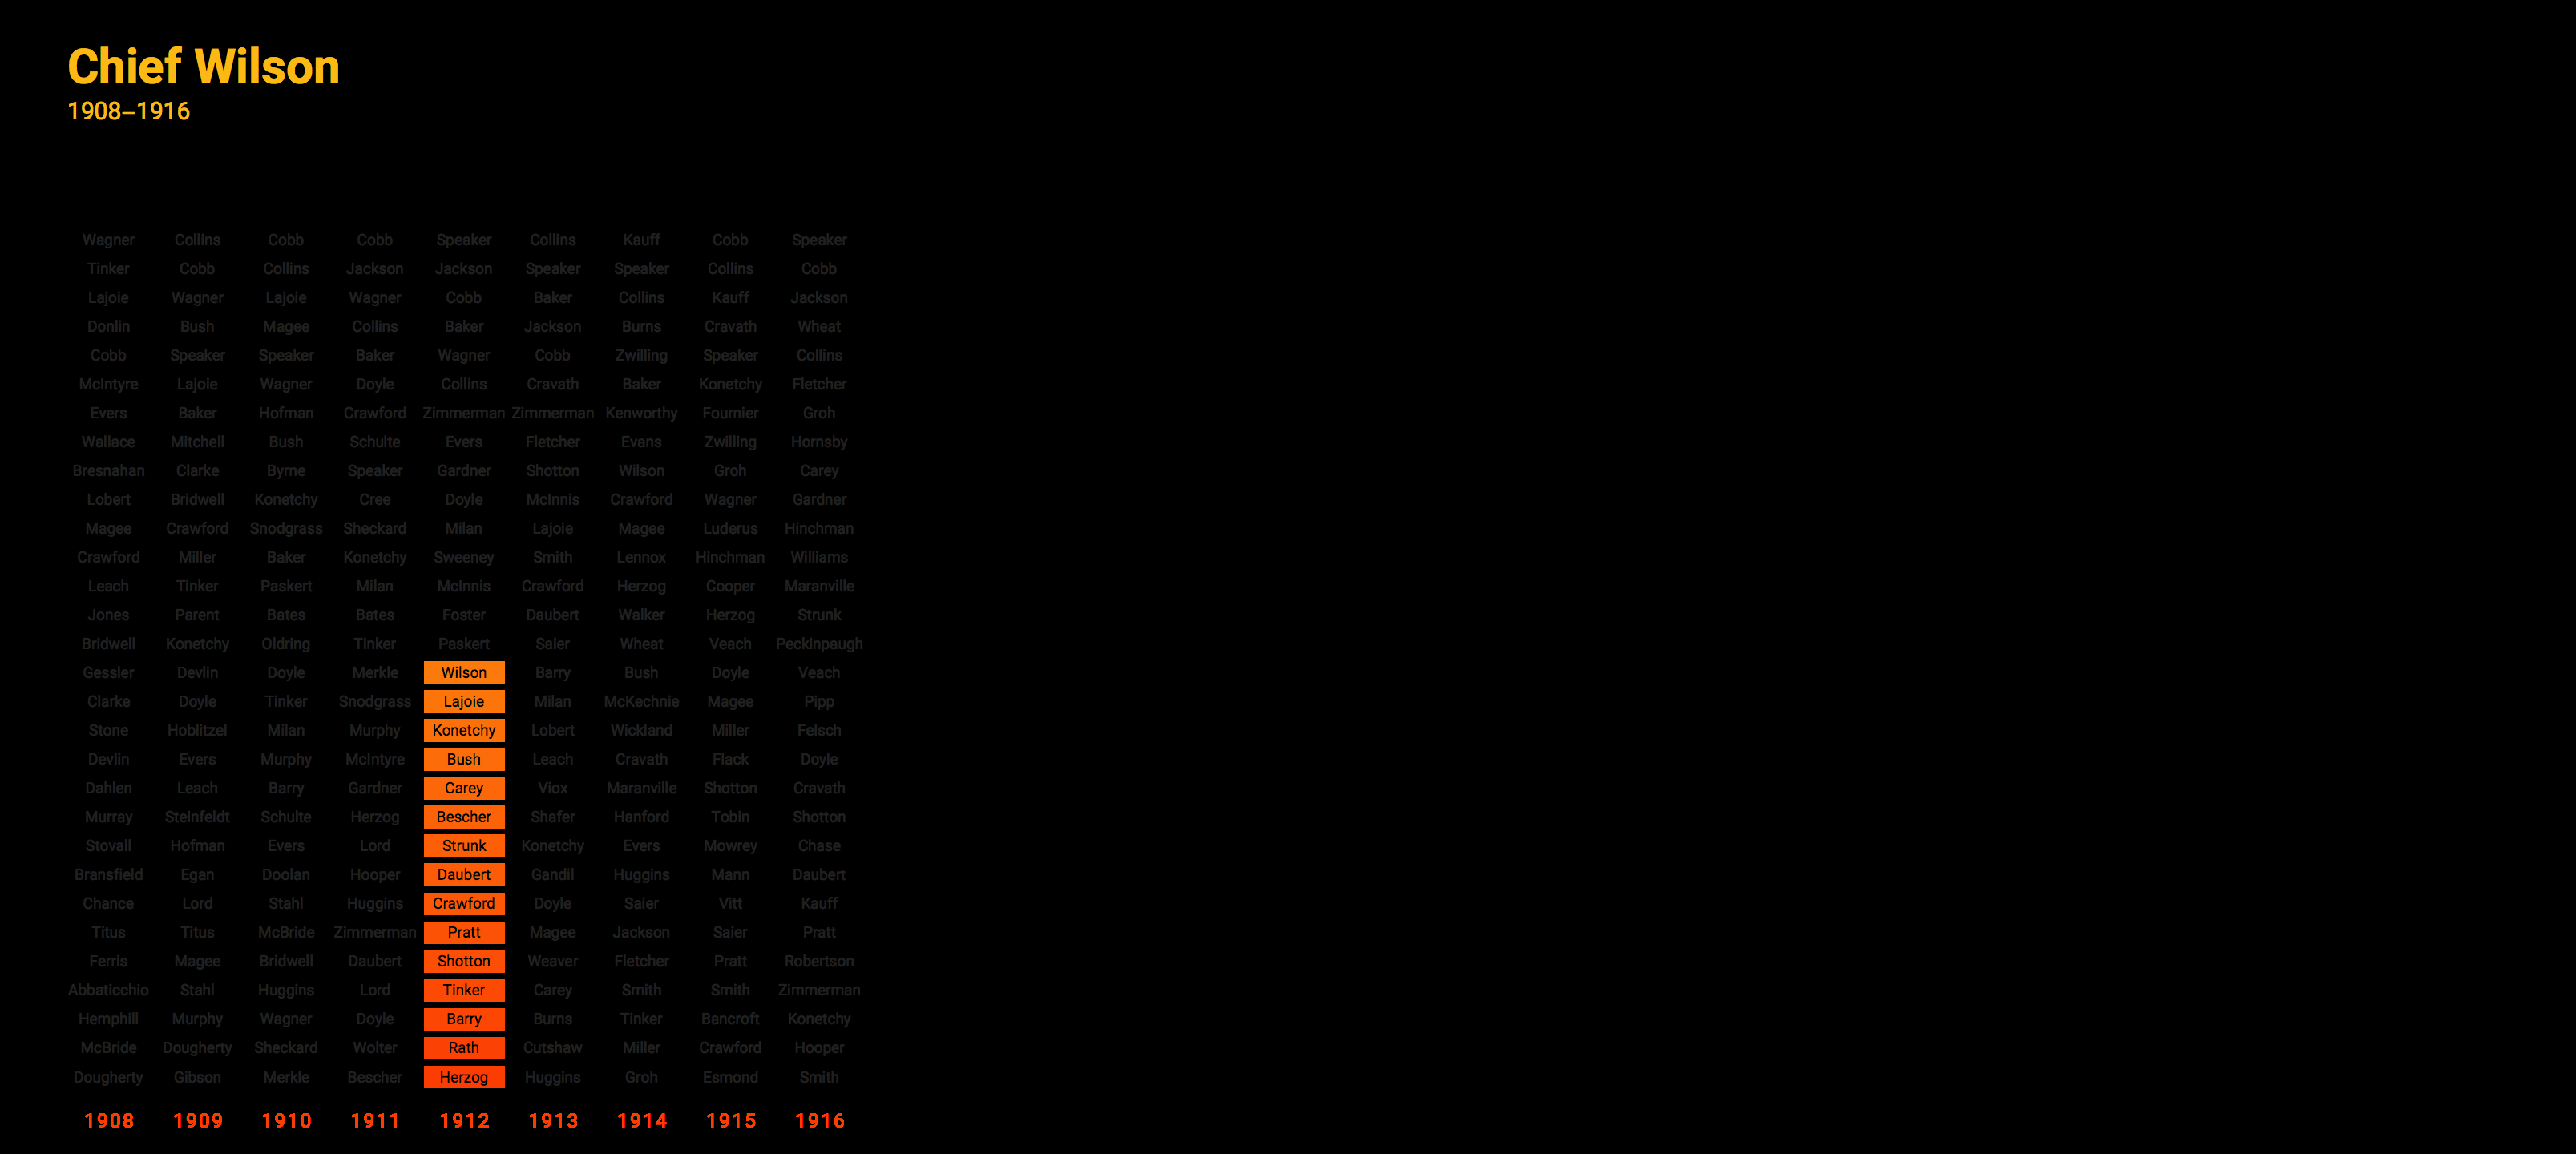 Chief Wilson
1908–1916
Wagner Collins Cobb Cobb Speaker Collins Kauff Cobb Speaker
Tinker Cobb Collins Jackson Jackson Speaker Speaker Collins Cobb
Lajoie Wagner Lajoie Wagner Cobb Baker Collins Kauff Jackson
Donlin Bush Magee Collins Baker Jackson Burns Cravath Wheat
Cobb Speaker Speaker Baker Wagner Cobb Zwilling Speaker Collins
McIntyre Lajoie Wagner Doyle Collins Cravath Baker Konetchy Fletcher
Evers Baker Hofman Crawford Zimmerman Zimmerman Kenworthy Fournier Groh
Wallace Mitchell Bush Schulte Evers Fletcher Evans Zwilling Hornsby
Bresnahan Clarke Byrne Speaker Gardner Shotton Wilson Groh Carey
Lobert Bridwell Konetchy Cree Doyle McInnis Crawford Wagner Gardner
Magee Crawford Snodgrass Sheckard Milan Lajoie Magee Luderus Hinchman
Crawford Miller Baker Konetchy Sweeney Smith Lennox Hinchman Williams
Leach Tinker Paskert Milan McInnis Crawford Herzog Cooper Maranville
Jones Parent Bates Bates Foster Daubert Walker Herzog Strunk
Bridwell Konetchy Oldring Tinker Paskert Saier Wheat Veach Peckinpaugh
Gessler Devlin Doyle Merkle Wilson Barry Bush Doyle Veach
Clarke Doyle Tinker Snodgrass Lajoie Milan McKechnie Magee Pipp
Stone Hoblitzel Milan Murphy Konetchy Lobert Wickland Miller Felsch
Devlin Evers Murphy McIntyre Bush Leach Cravath Flack Doyle
Dahlen Leach Barry Gardner Carey Viox Maranville Shotton Cravath
Murray Steinfeldt Schulte Herzog Bescher Shafer Hanford Tobin Shotton
Stovall Hofman Evers Lord Strunk Konetchy Evers Mowrey Chase
Bransfield Egan Doolan Hooper Daubert Gandil Huggins Mann Daubert
Chance Lord Stahl Huggins Crawford Doyle Saier Vitt Kauff
Titus Titus McBride Zimmerman Pratt Magee Jackson Saier Pratt
Ferris Magee Bridwell Daubert Shotton Weaver Fletcher Pratt Robertson
Abbaticchio Stahl Huggins Lord Tinker Carey Smith Smith Zimmerman
Hemphill Murphy Wagner Doyle Barry Burns Tinker Bancroft Konetchy
McBride Dougherty Sheckard Wolter Rath Cutshaw Miller Crawford Hooper
Dougherty Gibson Merkle Bescher Herzog Huggins Groh Esmond Smith
1908 1909 1910 1911 1912 1913 1914 1915 1916